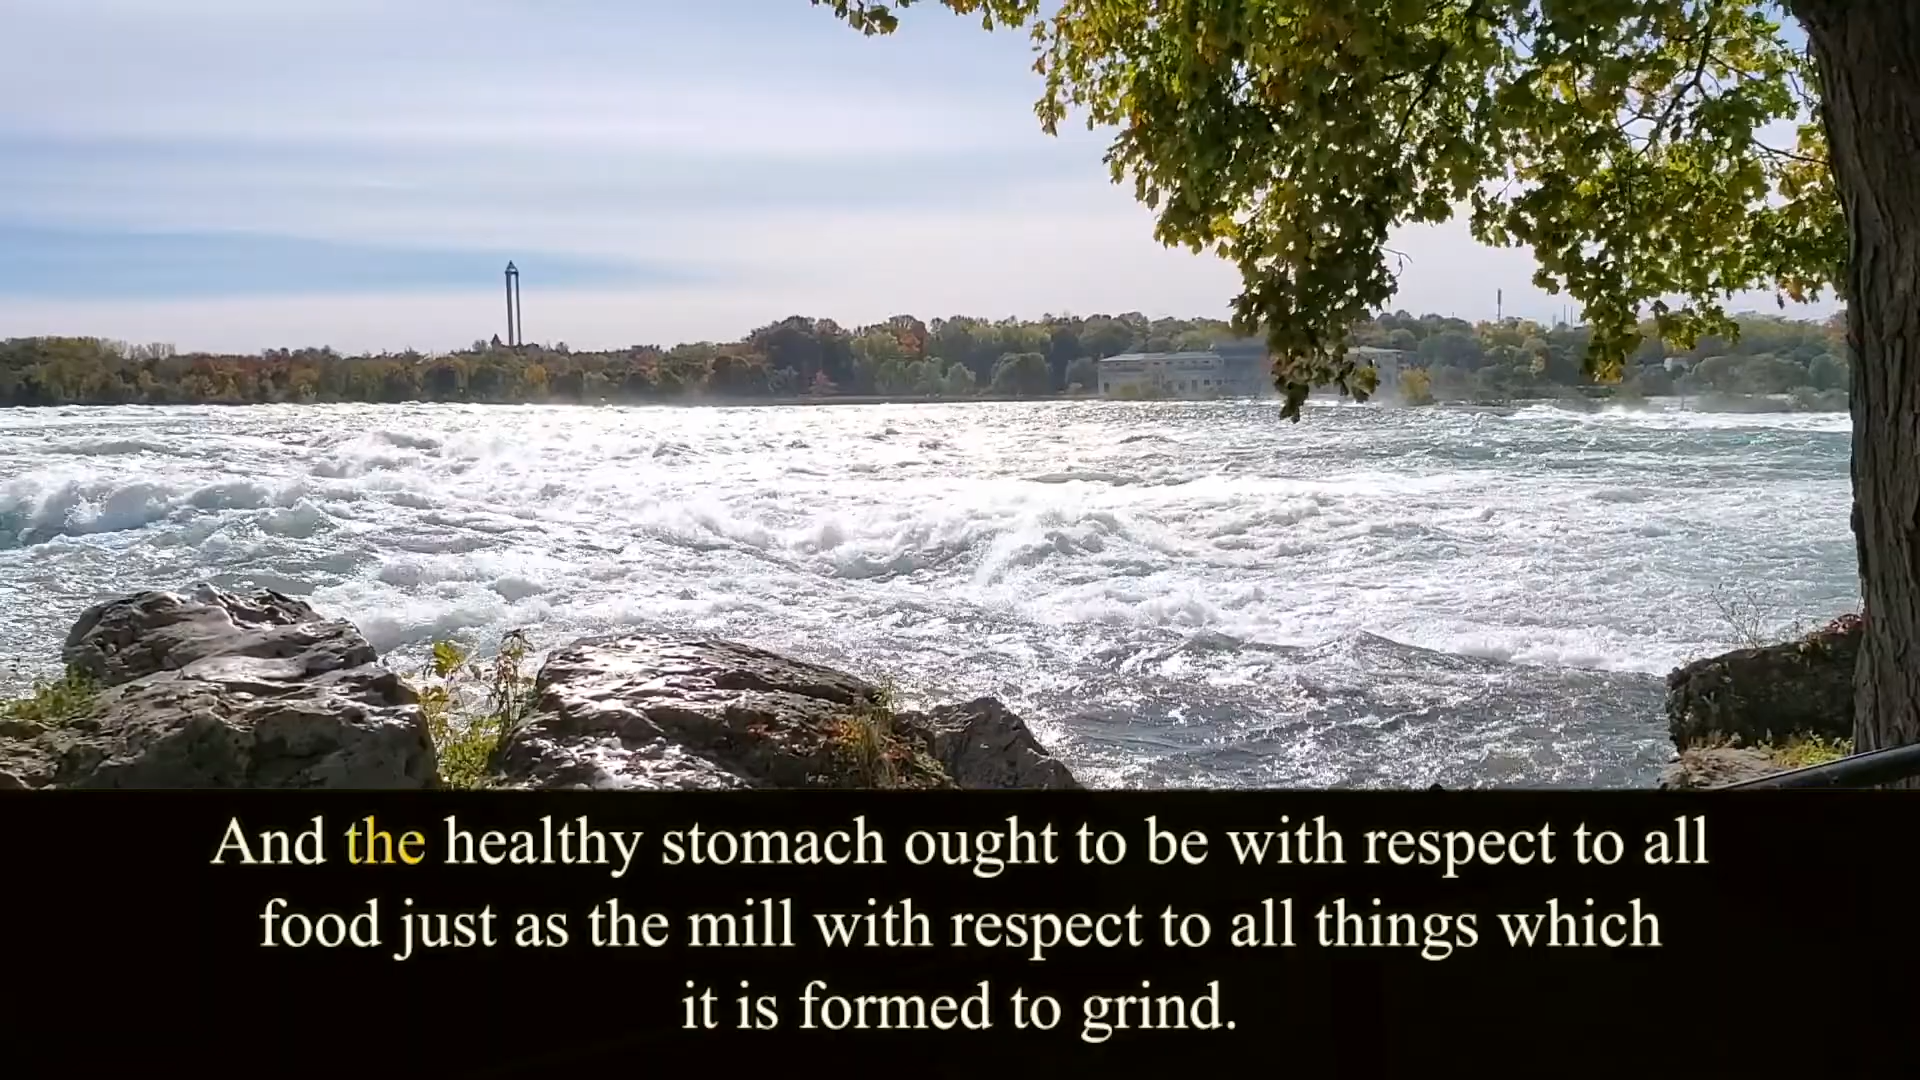 And the healthy stomach ought to be with respect to all
food just as the mill with respect to all things which
it is formed to grind.